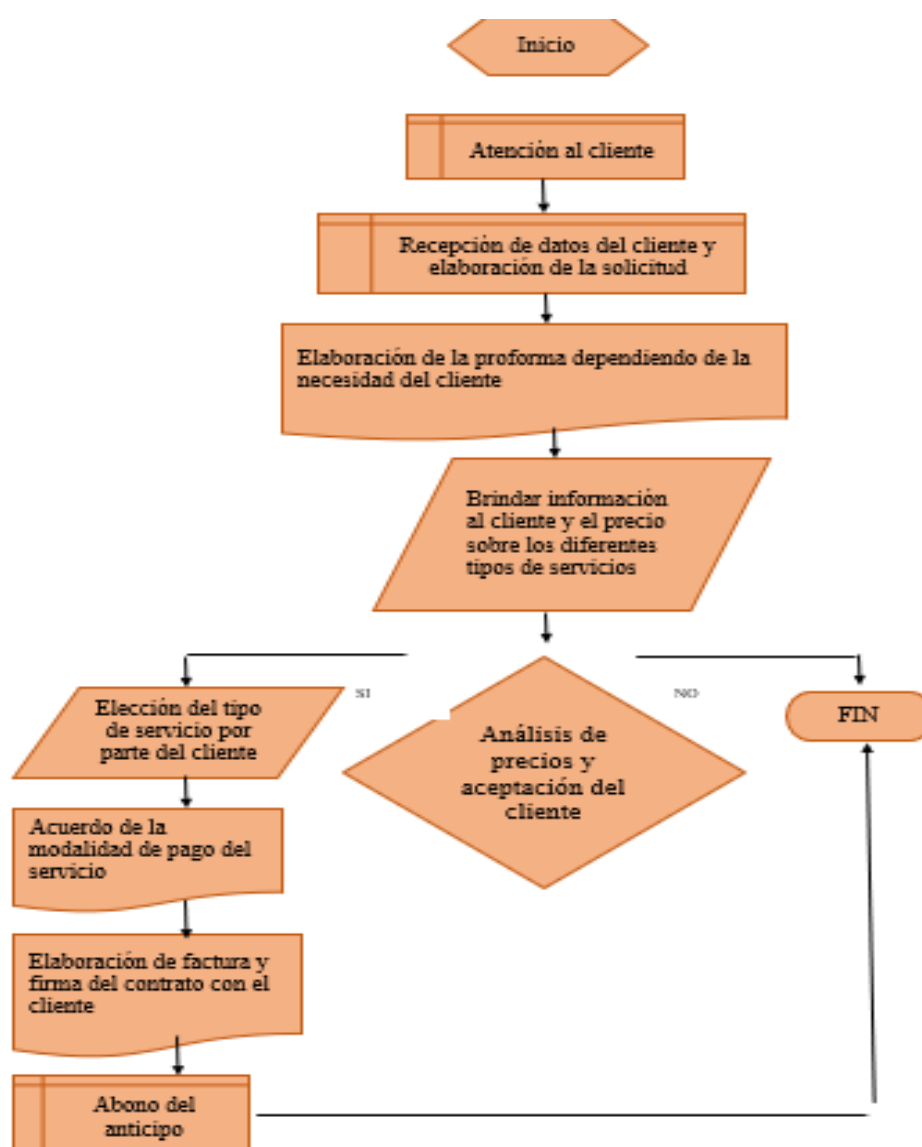 Inicio
Atención al cliente
Recepción de datos del cliente y
elaboración de la solicitud
Elaboración de la proforma dependiendo de la
necesidad del cliente
Brindar información
al cliente y el precio
sobre los diferentes
tipos de servicios
SI
NO
Elección del tipo
de servicio por
parte del cliente
Análisis de
precios y
aceptación del
cliente
FIN
Acuerdo de la
modalidad de pago del
servicio
Elaboración de factura y
firma del contrato con el
cliente
Abono del
anticipo